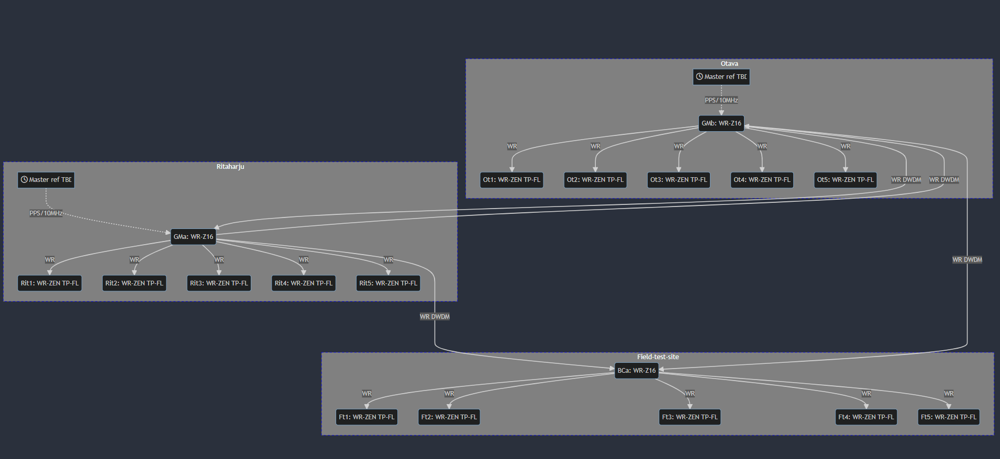 Otava
Master ref TBD
PPS/10MHz
GMb: WR-Z16
WR
WR
WR
WR
WR
Ot1: WR-ZEN TP-FL
Ot2: WR-ZEN TP-FL
Ot3: WR-ZEN TP-FL
Ot4: WR-ZEN TP-FL
Ot5: WR-ZEN TP-FL
WR DWDM
WR DWDM
Ritaharju
Master ref TBD
PPS/10MHz
GMa: WR-Z16
WR
WR
WR
WR
WR
WR DWDM
Rit1: WR-ZEN TP-FL
Rit2: WR-ZEN TP-FL
Rit3: WR-ZEN TP-FL
Rit4: WR-ZEN TP-FL
Rit5: WR-ZEN TP-FL
WR DWDM
Field-test-site
BCa: WR-Z16
WR
WR
WR
WR
WR
Ft1: WR-ZEN TP-FL
Ft2: WR-ZEN TP-FL
Ft3: WR-ZEN TP-FL
Ft4: WR-ZEN TP-FL
Ft5: WR-ZEN TP-FL